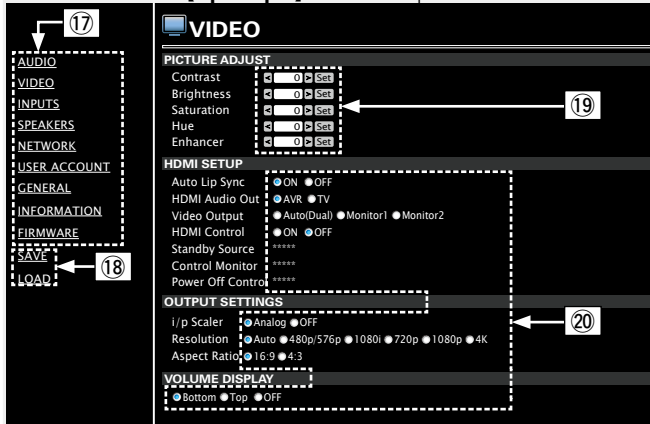 ⑰
AUDIO
VIDEO
INPUTS
SPEAKERS
NETWORK
USER ACCOUNT
GENERAL
INFORMATION
FIRMWARE
SAVE
LOAD
⑱
VIDEO
PICTURE ADJUST
Contrast < 0 > Set
Brightness < 0 > Set
Saturation < 0 > Set
Hue < 0 > Set
Enhancer < 0 > Set
⑲
HDMI SETUP
Auto Lip Sync ON OFF
HDMI Audio Out AVR TV
Video Output Auto(Dual) Monitor1 Monitor2
HDMI Control ON OFF
Standby Source *****
Control Monitor *****
Power Off Contro *****
OUTPUT SETTINGS
i/p Scaler Analog OFF
Resolution Auto 480p/576p 1080i 720p 1080p 4K
Aspect Ratio 16:9 4:3
⑳
VOLUME DISPLAY
Bottom Top OFF